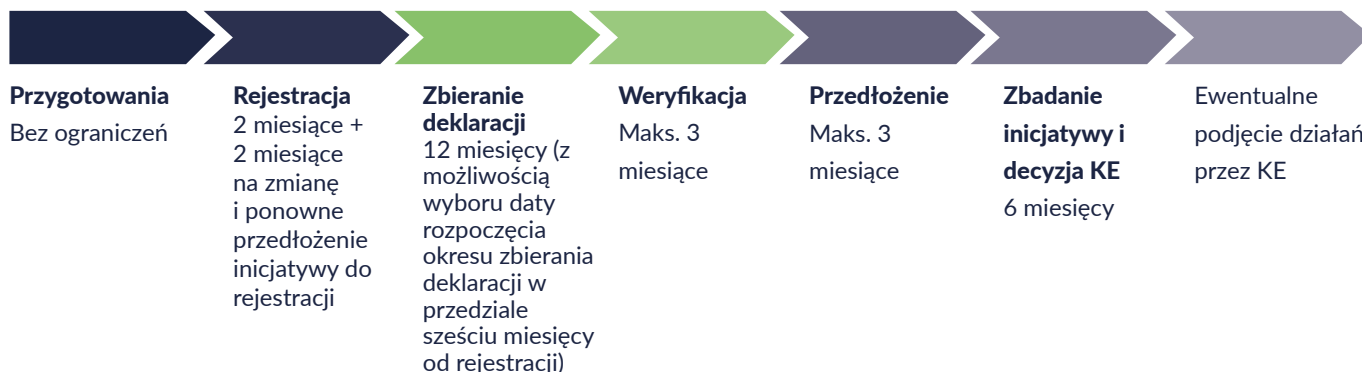 Przygotowania
Bez ograniczeń
Rejestracja
2 miesiące +
2 miesiące
na zmianę
i ponowne
przedłożenie
inicjatywy do
rejestracji
Zbieranie
deklaracji
12 miesięcy (z
możliwością
wyboru daty
rozpoczęcia
okresu zbierania
deklaracji w
przedziale
sześciu miesięcy
od rejestracji)
Weryfikacja
Maks. 3
miesiące
Przedłożenie
Maks. 3
miesiące
Zbadanie
inicjatywy i
decyzja KE
6 miesięcy
Ewentualne
podjęcie działań
przez KE